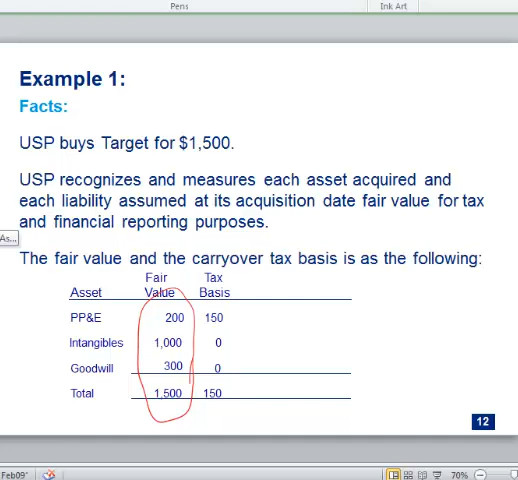 Pens
Ink Art
Example 1:
Facts:
USP buys Target for $1,500.
USP recognizes and measures each asset acquired and
each liability assumed at its acquisition date fair value for tax
and financial reporting purposes.
As...
The fair value and the carryover tax basis is as the following:
Fair Tax
Asset Value Basis
PP&E 200 150
Intangibles 1,000 0
Goodwill 300 0
Total 1,500 150
12
Feb09'
70%